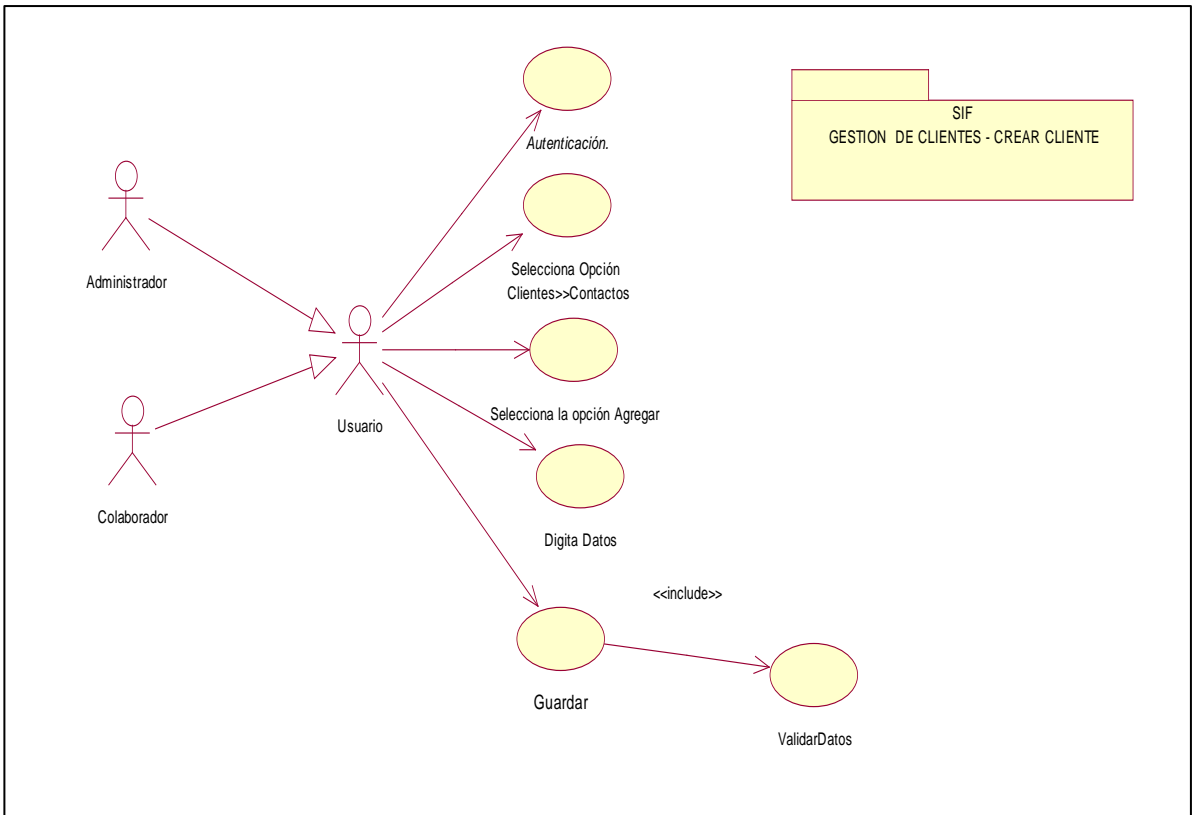 SIF
GESTION DE CLIENTES - CREAR CLIENTE
Autenticación.
Administrador
Selecciona Opción
Clientes>>Contactos
Selecciona la opción Agregar
Usuario
Colaborador
Digita Datos
<<include>>
Guardar
ValidarDatos